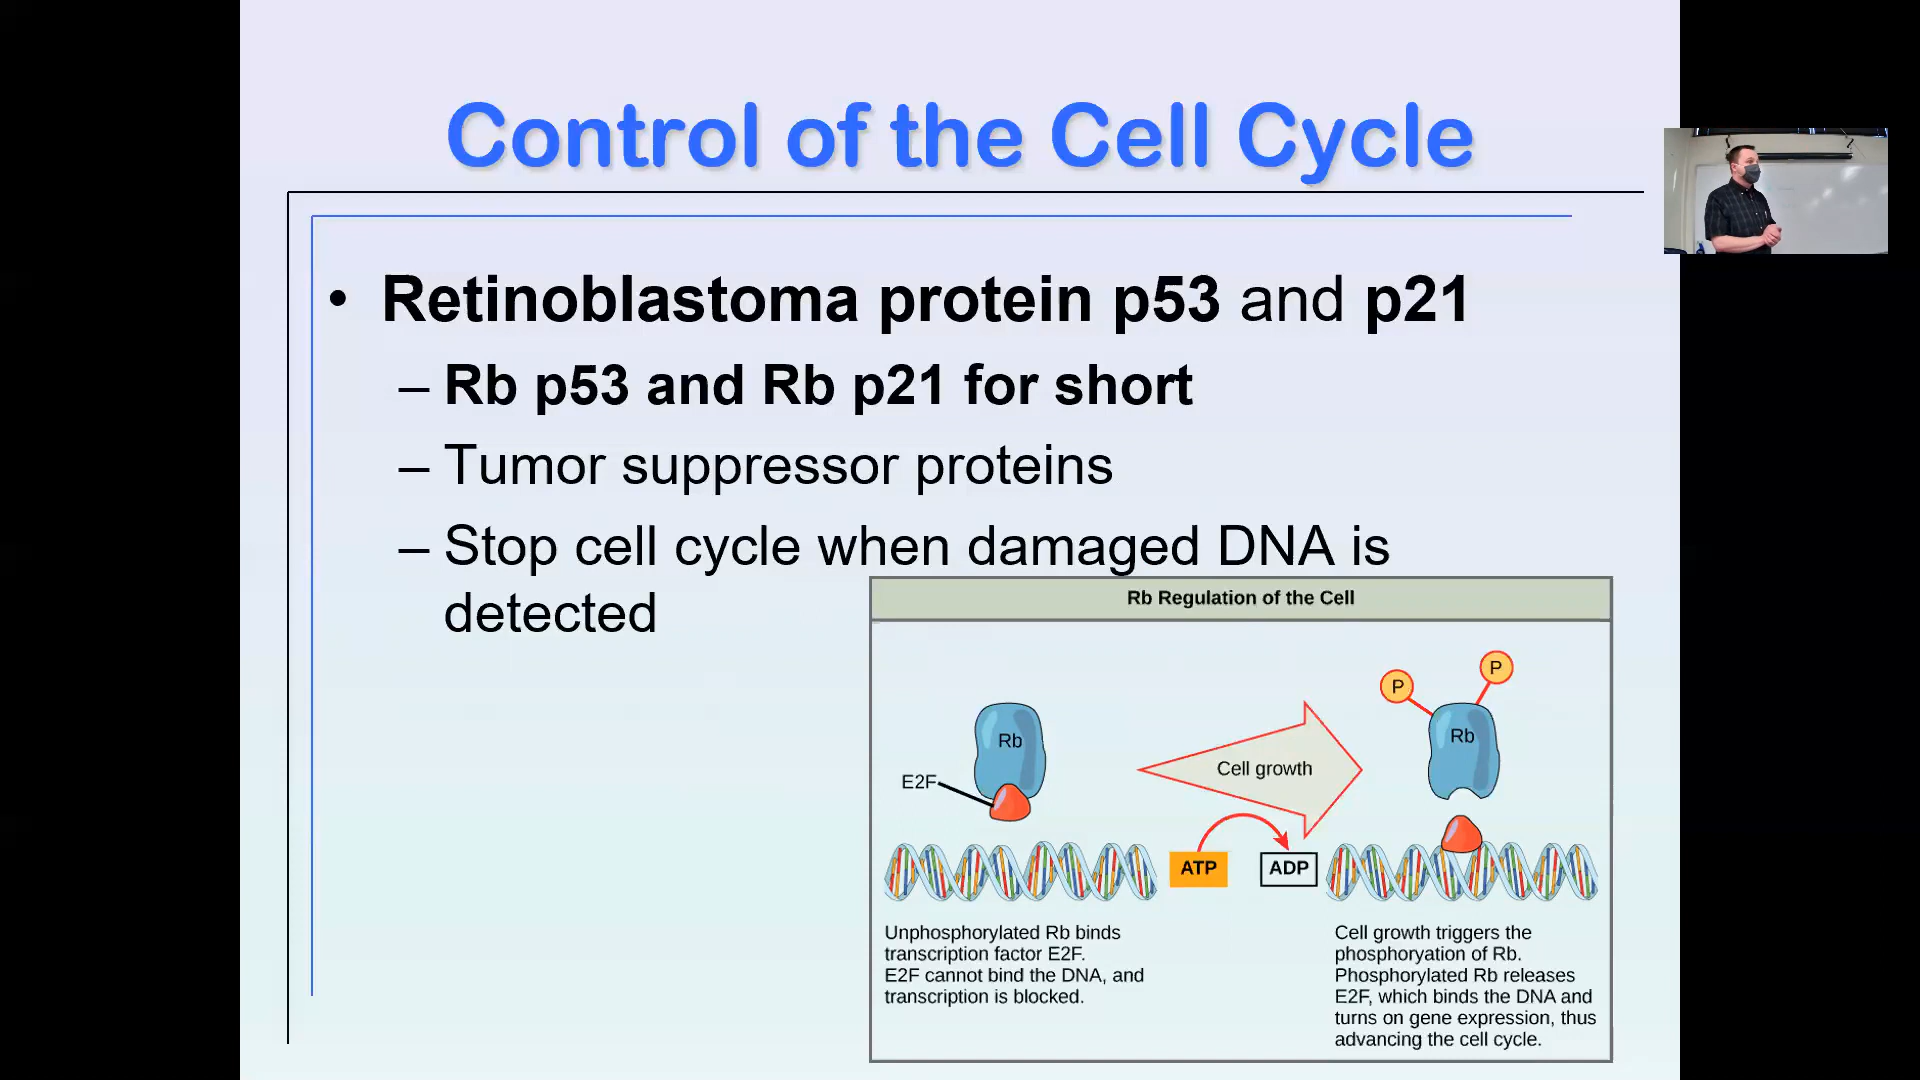 Control of the Cell Cycle
• Retinoblastoma protein p53 and p21
– Rb p53 and Rb p21 for short
– Tumor suppressor proteins
– Stop cell cycle when damaged DNA is
detected
Rb Regulation of the Cell
P
P
Rb
Rb
E2F
Cell growth
ATP
ADP
Unphosphorylated Rb binds
transcription factor E2F.
E2F cannot bind the DNA, and
transcription is blocked.
Cell growth triggers the
phosphoryation of Rb.
Phosphorylated Rb releases
E2F, which binds the DNA and
turns on gene expression, thus
advancing the cell cycle.